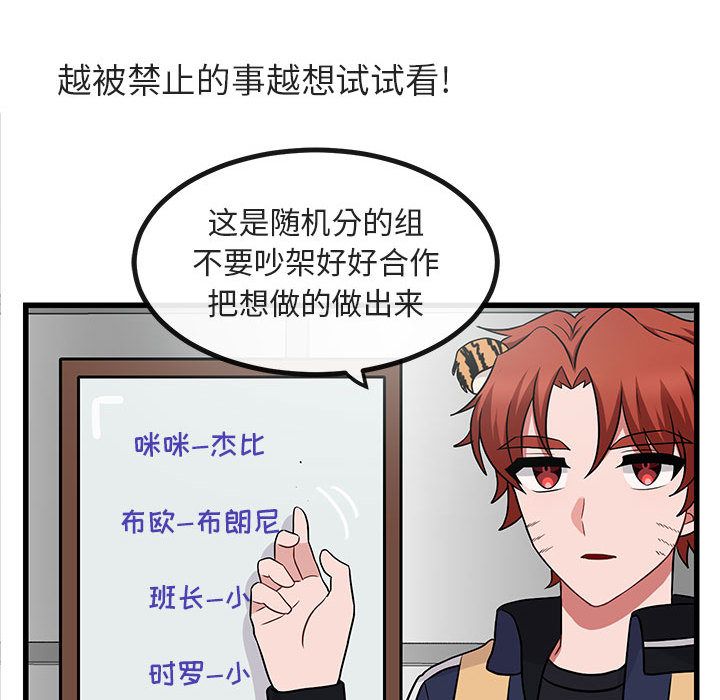 越被禁止的事越想试试看!
这是随机分的组
不要吵架好好合作
把想做的做出来
咪咪-杰比
布欧-布朗尼
班长-小
时罗-小